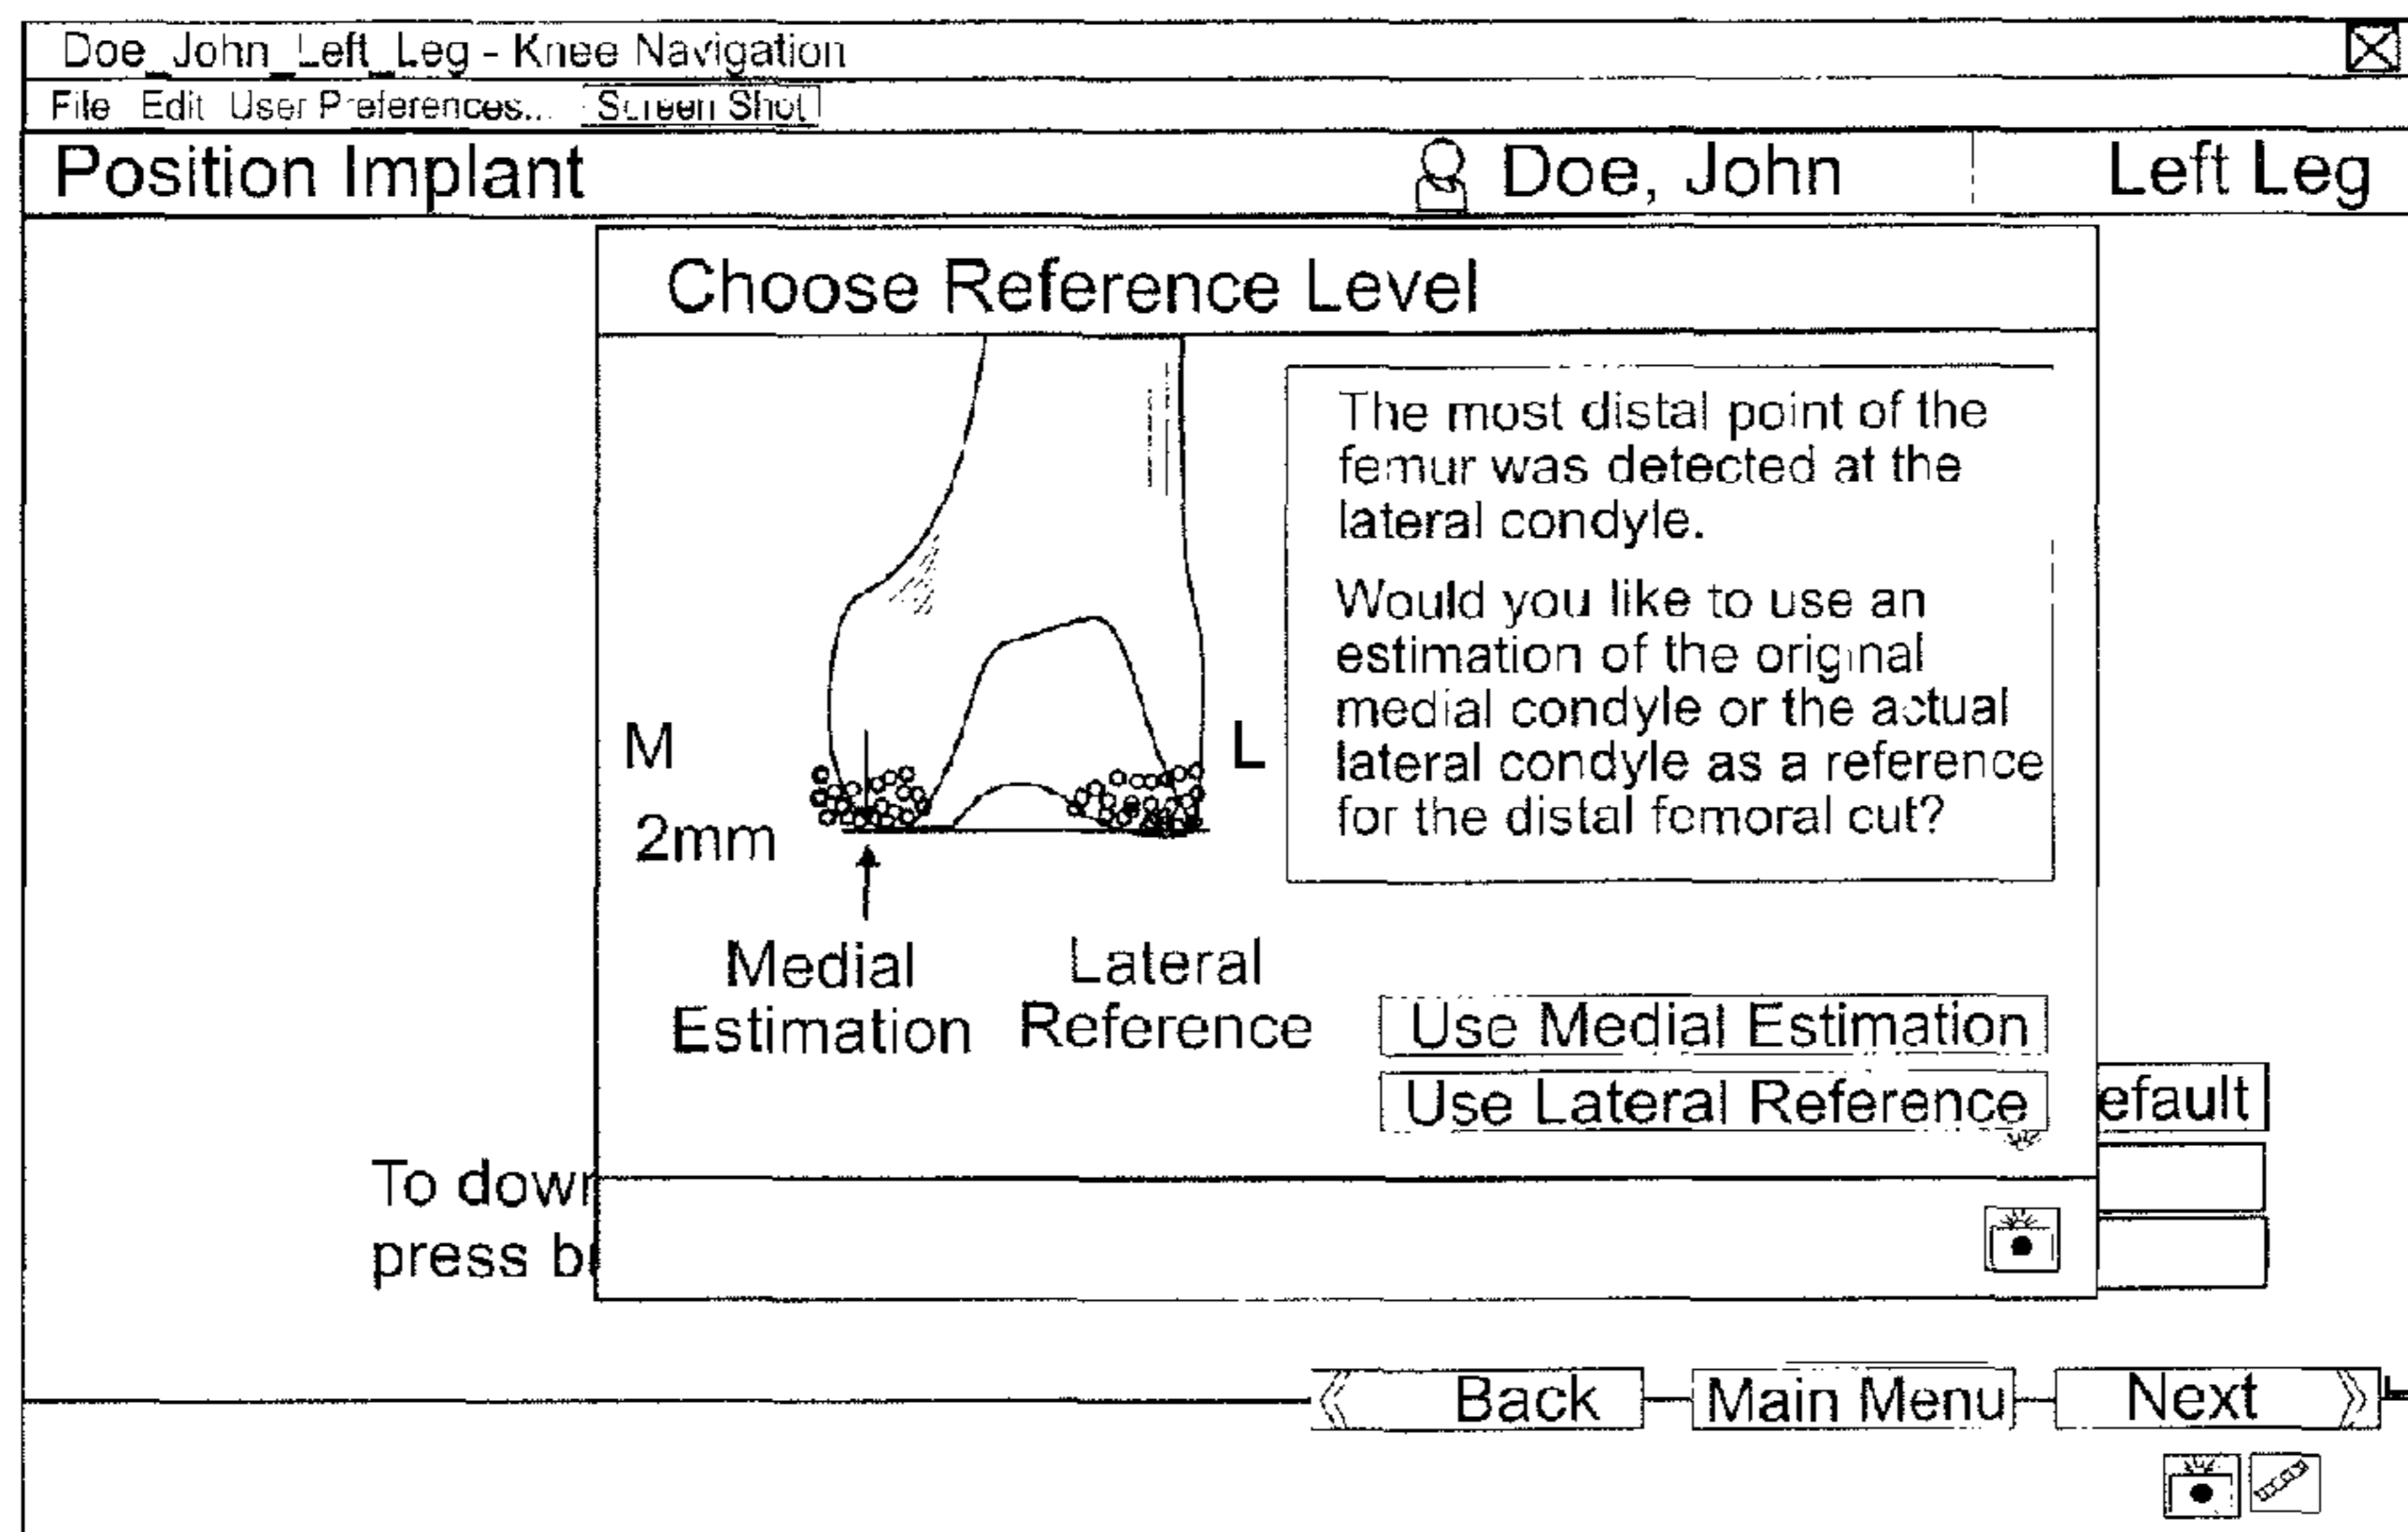 Doe_John_Left_Leg - Knee Navigation
File Edit User Preferences... Screen Shot
Position Implant Doe, John Left Leg
Choose Reference Level
The most distal point of the
femur was detected at the
lateral condyle.
Would you like to use an
estimation of the original
medial condyle or the actual
lateral condyle as a reference
for the distal femoral cut?
M L
2mm
Medial
Estimation
Lateral
Reference
Use Medial Estimation
Use Lateral Reference
efault
To
press
Back Main Menu Next